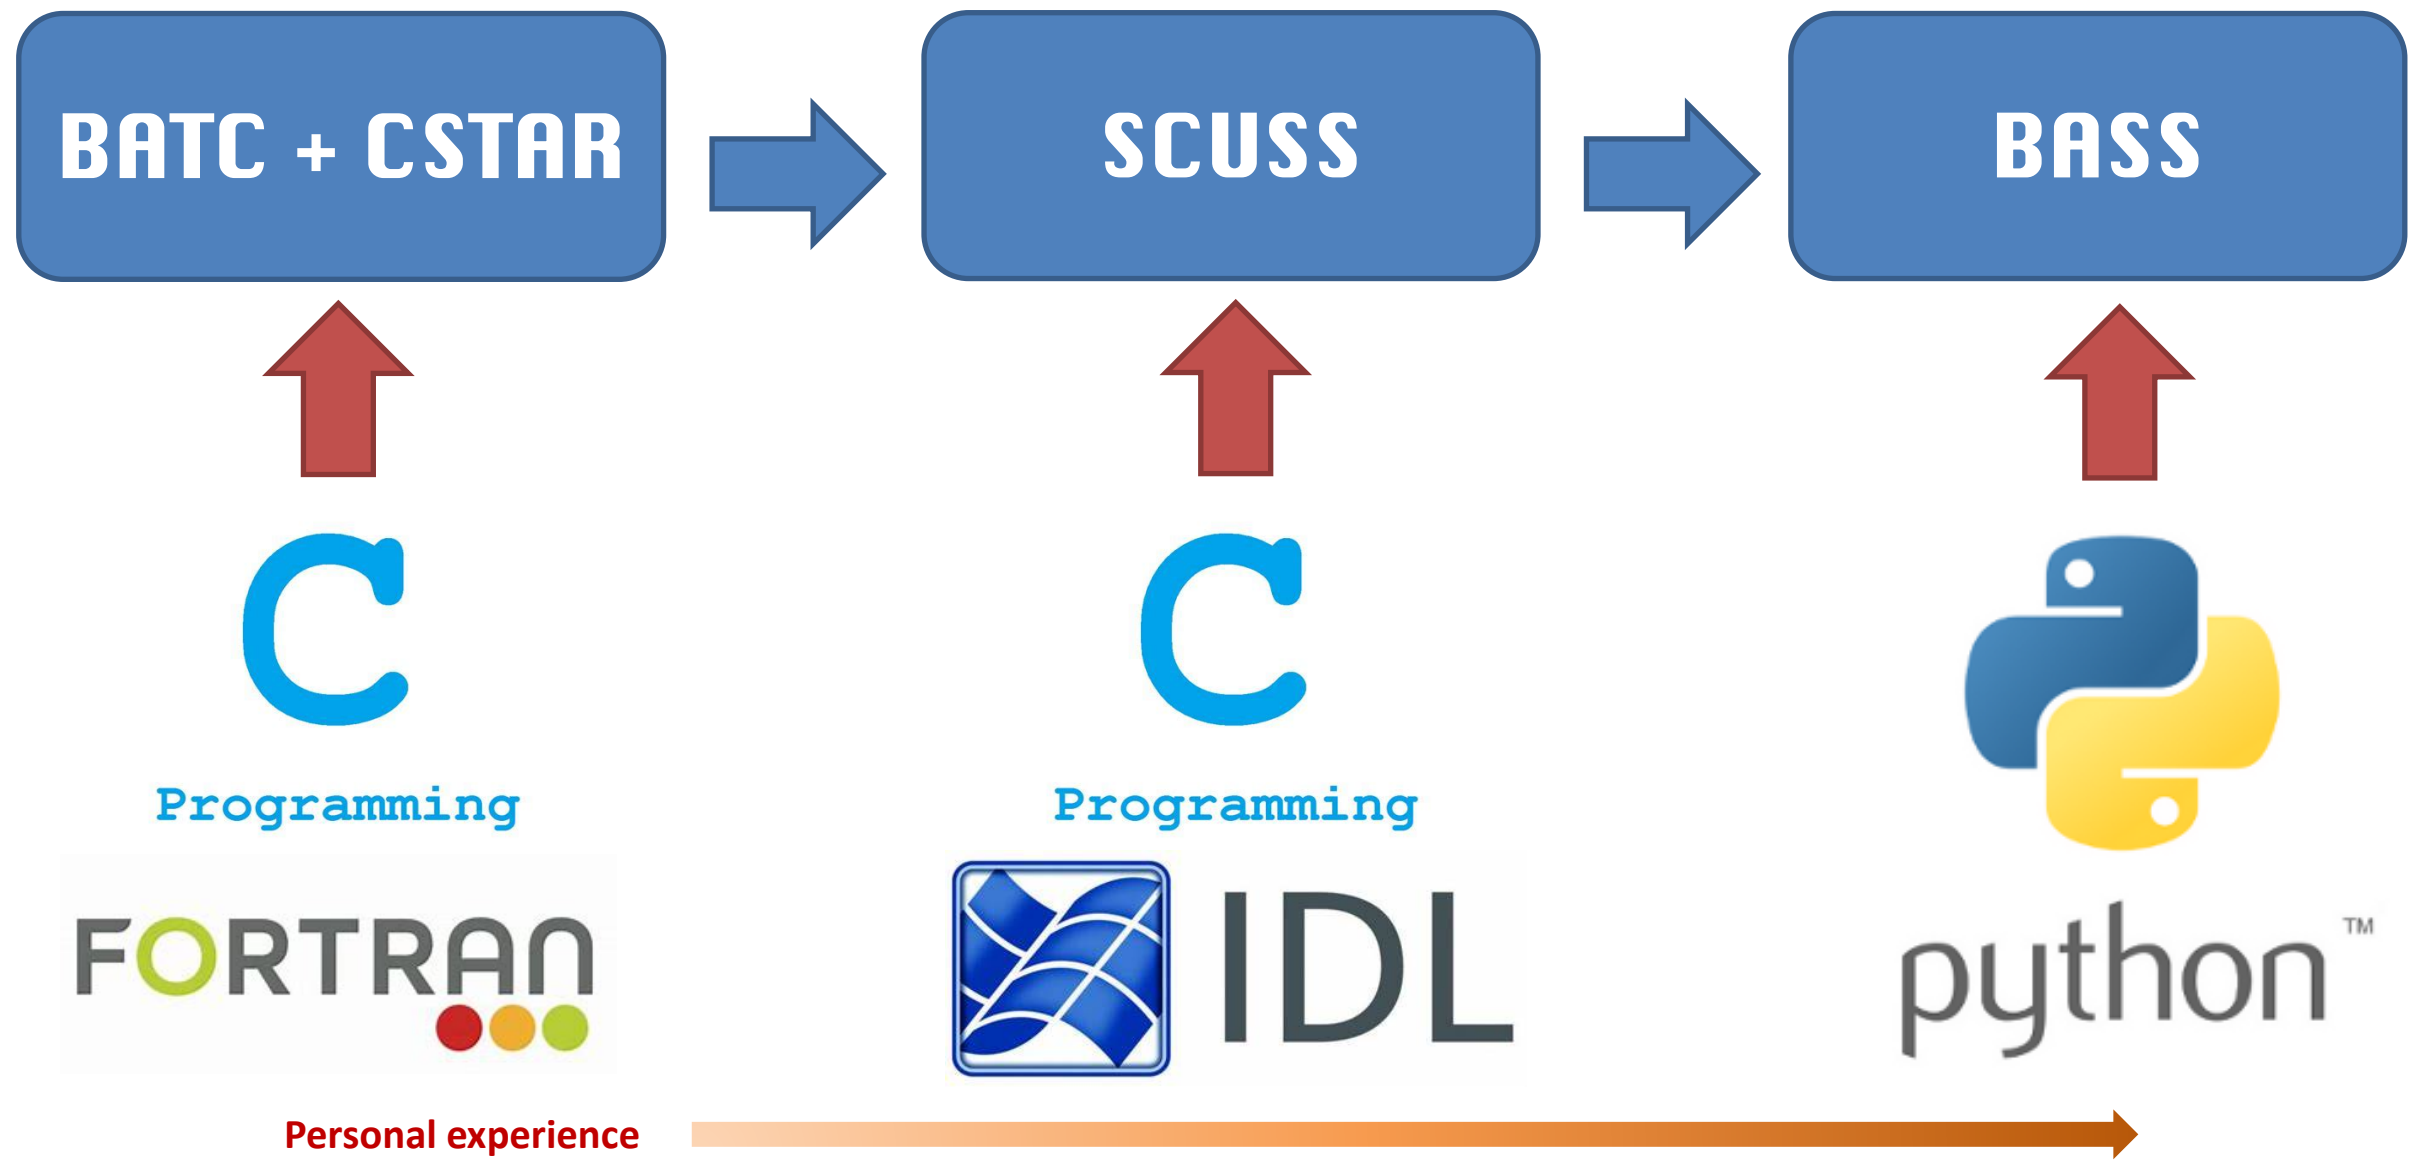 BATC + CSTAR
SCUSS
BASS
C
Programming
FORTRAN
C
Programming
IDL
python™
Personal experience